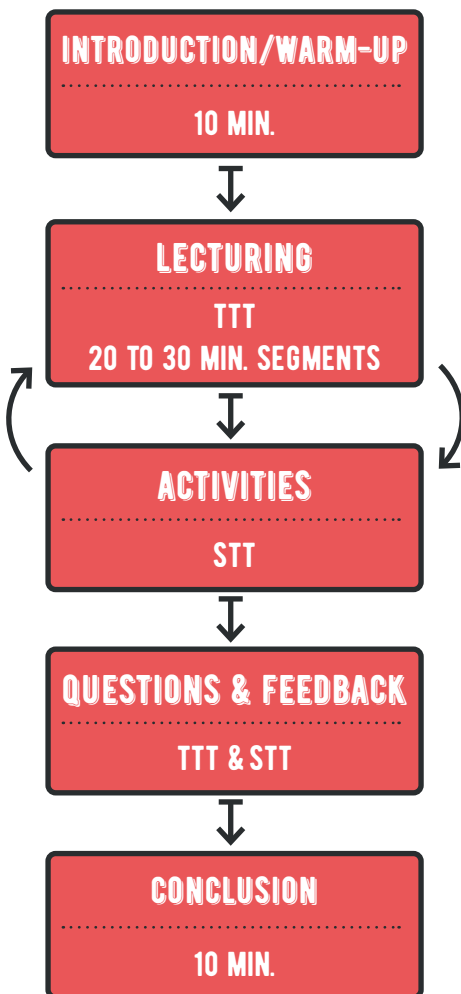 INTRODUCTION/WARM-UP
10 MIN.
LECTURING
TTT
20 TO 30 MIN. SEGMENTS
ACTIVITIES
STT
QUESTIONS & FEEDBACK
TTT & STT
CONCLUSION
10 MIN.